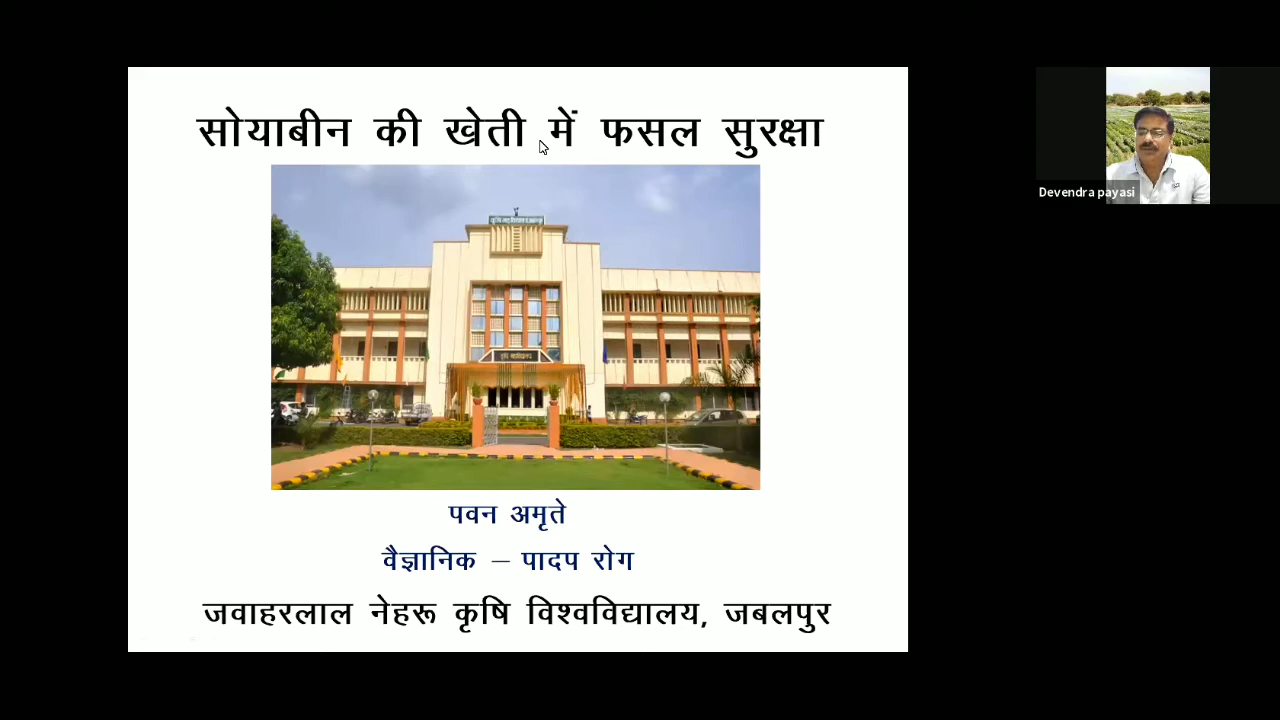 सोयाबीन की खेती में फसल सुरक्षा
पवन अमृते
वैज्ञानिक – पादप रोग
जवाहरलाल नेहरू कृषि विश्वविद्यालय, जबलपुर
Devendra payasi